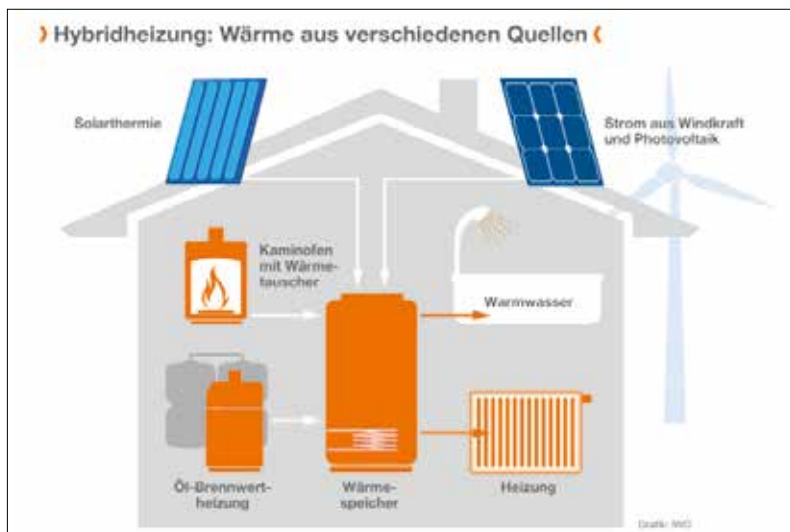 Hybridheizung: Wärme aus verschiedenen Quellen
Solarthermie
Strom aus Windkraft
und Photovoltaik
Kaminofen
mit Wärme-
tauscher
Warmwasser
Öl-Brennwert-
heizung
Wärme-
speicher
Heizung
Grafik: IWO